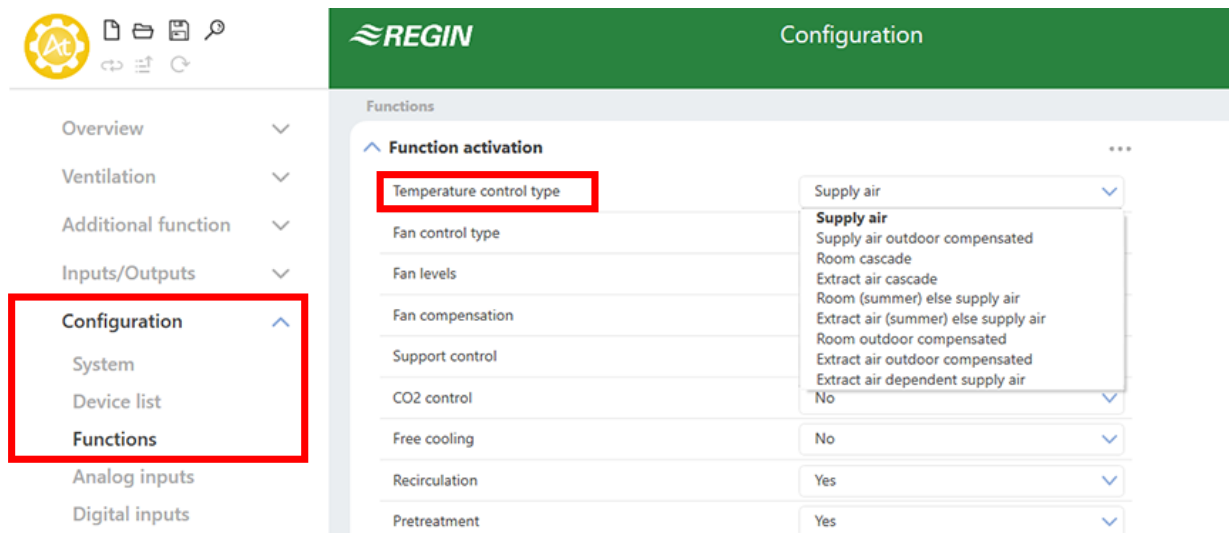 At
REGIN
Configuration
Overview
Ventilation
Additional function
Inputs/Outputs
Configuration
System
Device list
Functions
Analog inputs
Digital inputs
Functions
Function activation
Temperature control type
Supply air
Supply air
Supply air outdoor compensated
Room cascade
Extract air cascade
Room (summer) else supply air
Extract air (summer) else supply air
Room outdoor compensated
Extract air outdoor compensated
Extract air dependent supply air
Fan control type
Fan levels
Fan compensation
Support control
CO2 control No
Free cooling No
Recirculation Yes
Pretreatment Yes